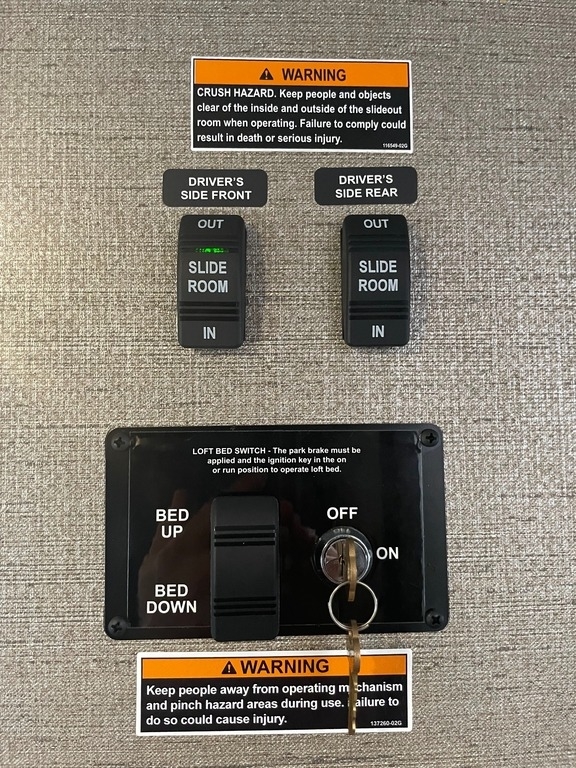 WARNING
CRUSH HAZARD. Keep people and objects
clear of the inside and outside of the slideout
room when operating. Failure to comply could
result in death or serious injury.
116549-02G
DRIVER'S
SIDE FRONT
DRIVER'S
SIDE REAR
OUT
SLIDE
ROOM
IN
OUT
SLIDE
ROOM
IN
LOFT BED SWITCH - The park brake must be
applied and the ignition key in the on
or run position to operate loft bed.
BED
UP
BED
DOWN
OFF
ON
WARNING
Keep people away from operating mechanism
and pinch hazard areas during use. Failure to
do so could cause injury.
137260-02G